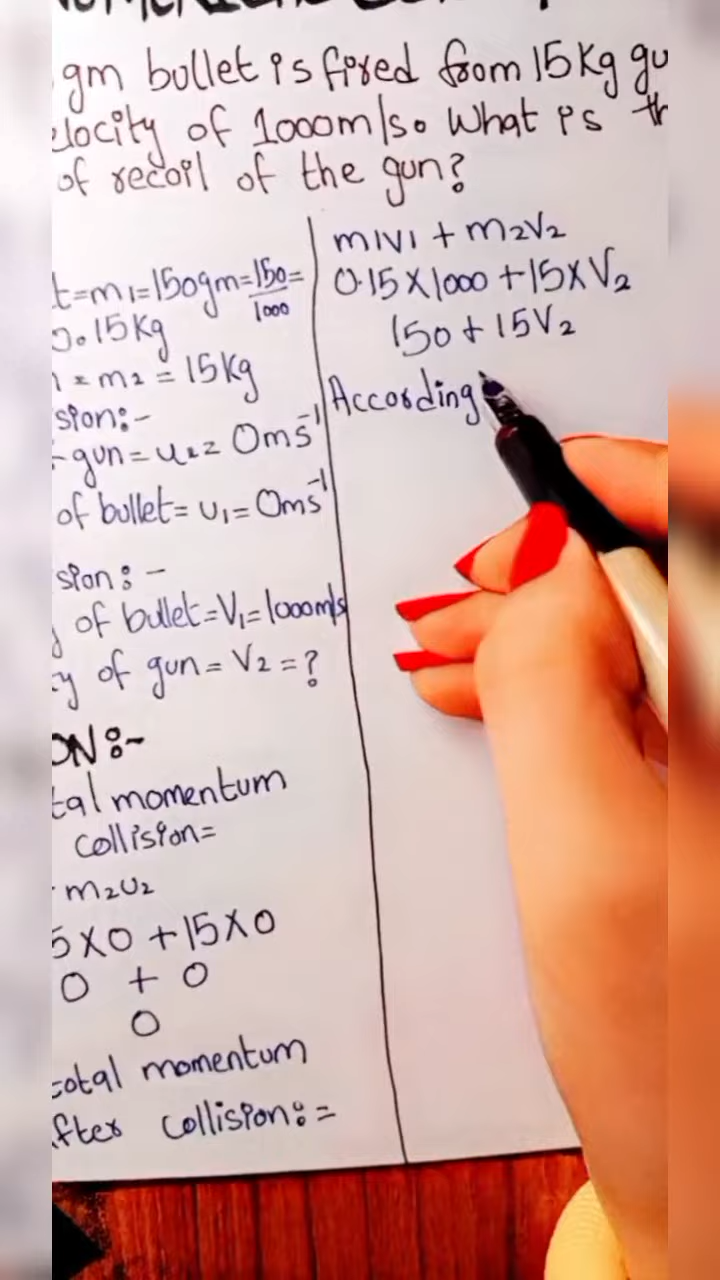 gm bullet is fired from 15Kg gu
elocity of 1000m/s. What is th
of recoil of the gun?
t=m1=150gm=150/1000=
0.15Kg
= m2 = 15Kg
sion:-
gun=u2= 0ms⁻¹
of bullet= u1= 0ms⁻¹
sion: -
of bullet=V1=1000m/s
y of gun= V2 =?
ON:-
tal momentum
collision=
m2U2
5X0 +15X0
0 + 0
0
total momentum
fter collision:=
m1V1 + m2V2
0.15X1000 +15XV2
150 + 15V2
According